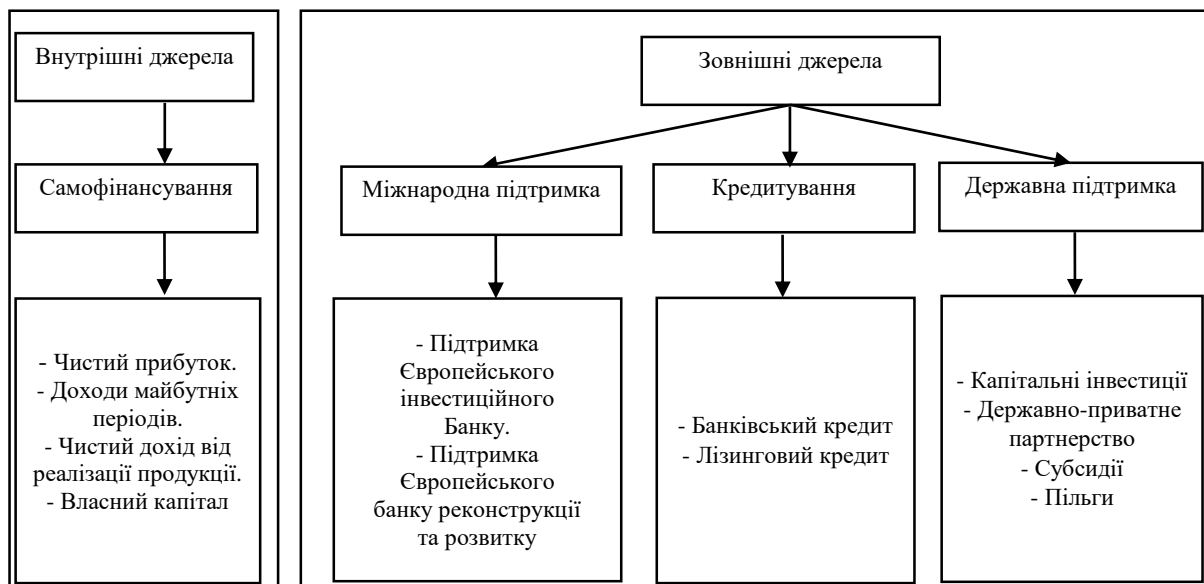 Внутрішні джерела
Зовнішні джерела
Самофінансування
Міжнародна підтримка
Кредитування
Державна підтримка
- Чистий прибуток.
- Доходи майбутніх
періодів.
- Чистий дохід від
реалізації продукції.
- Власний капітал
- Підтримка
Європейського
інвестиційного
Банку.
- Підтримка
Європейського
банку реконструкції
та розвитку
- Банківський кредит
- Лізинговий кредит
- Капітальні інвестиції
- Державно-приватне
партнерство
- Субсидії
- Пільги